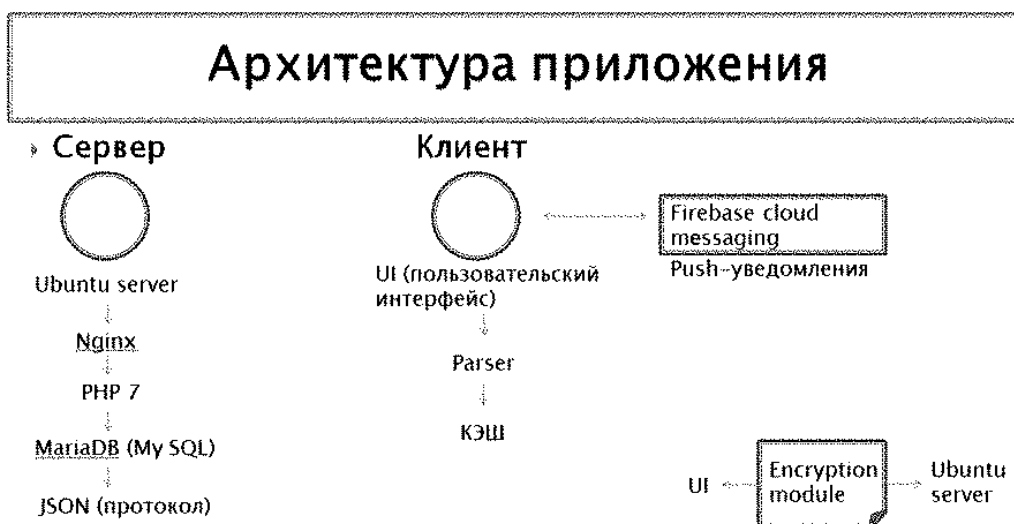 Архитектура приложения
Сервер
Ubuntu server
Nginx
PHP 7
MariaDB (My SQL)
JSON (протокол)
Клиент
UI (пользовательский
интерфейс)
Parser
КЭШ
Firebase cloud
messaging
Push-уведомления
UI
Encryption
module
Ubuntu
server